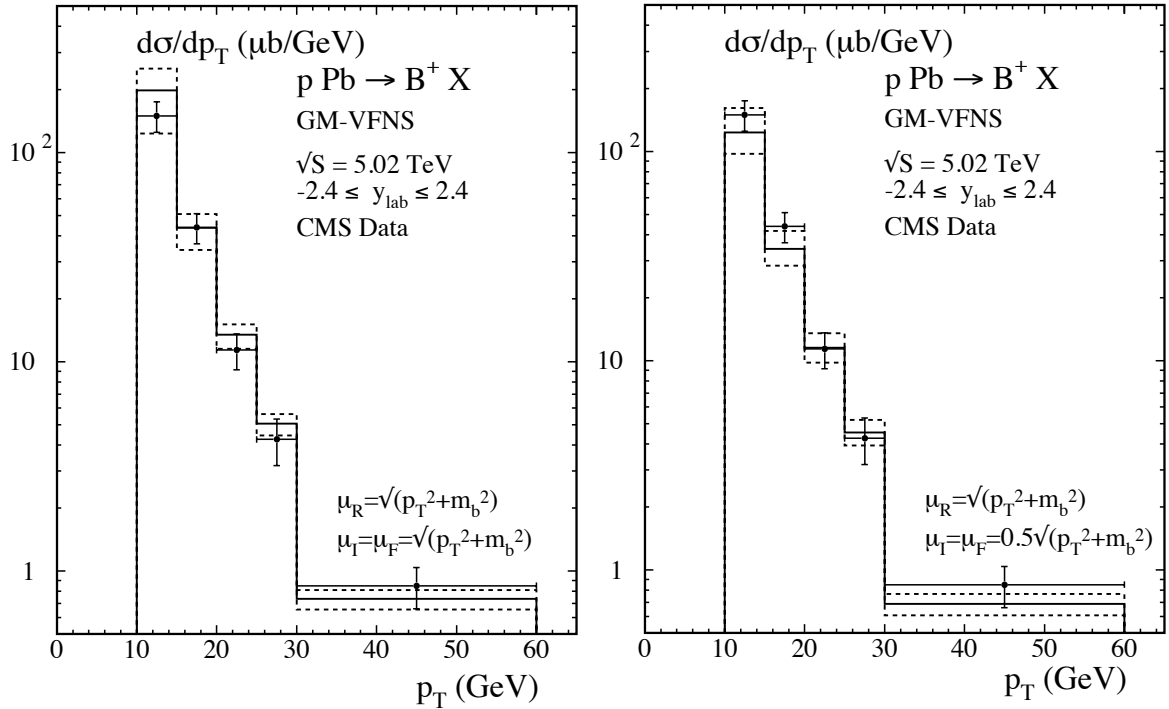 dσ/dp_T (μb/GeV)
p Pb → B⁺ X
GM-VFNS
√S = 5.02 TeV
-2.4 ≤ y_lab ≤ 2.4
CMS Data
10²
10
1
μ_R=√(p_T²+m_b²)
μ_I=μ_F=√(p_T²+m_b²)
0 10 20 30 40 50 60
p_T (GeV)
dσ/dp_T (μb/GeV)
p Pb → B⁺ X
GM-VFNS
√S = 5.02 TeV
-2.4 ≤ y_lab ≤ 2.4
CMS Data
10²
10
1
μ_R=√(p_T²+m_b²)
μ_I=μ_F=0.5√(p_T²+m_b²)
0 10 20 30 40 50 60
p_T (GeV)